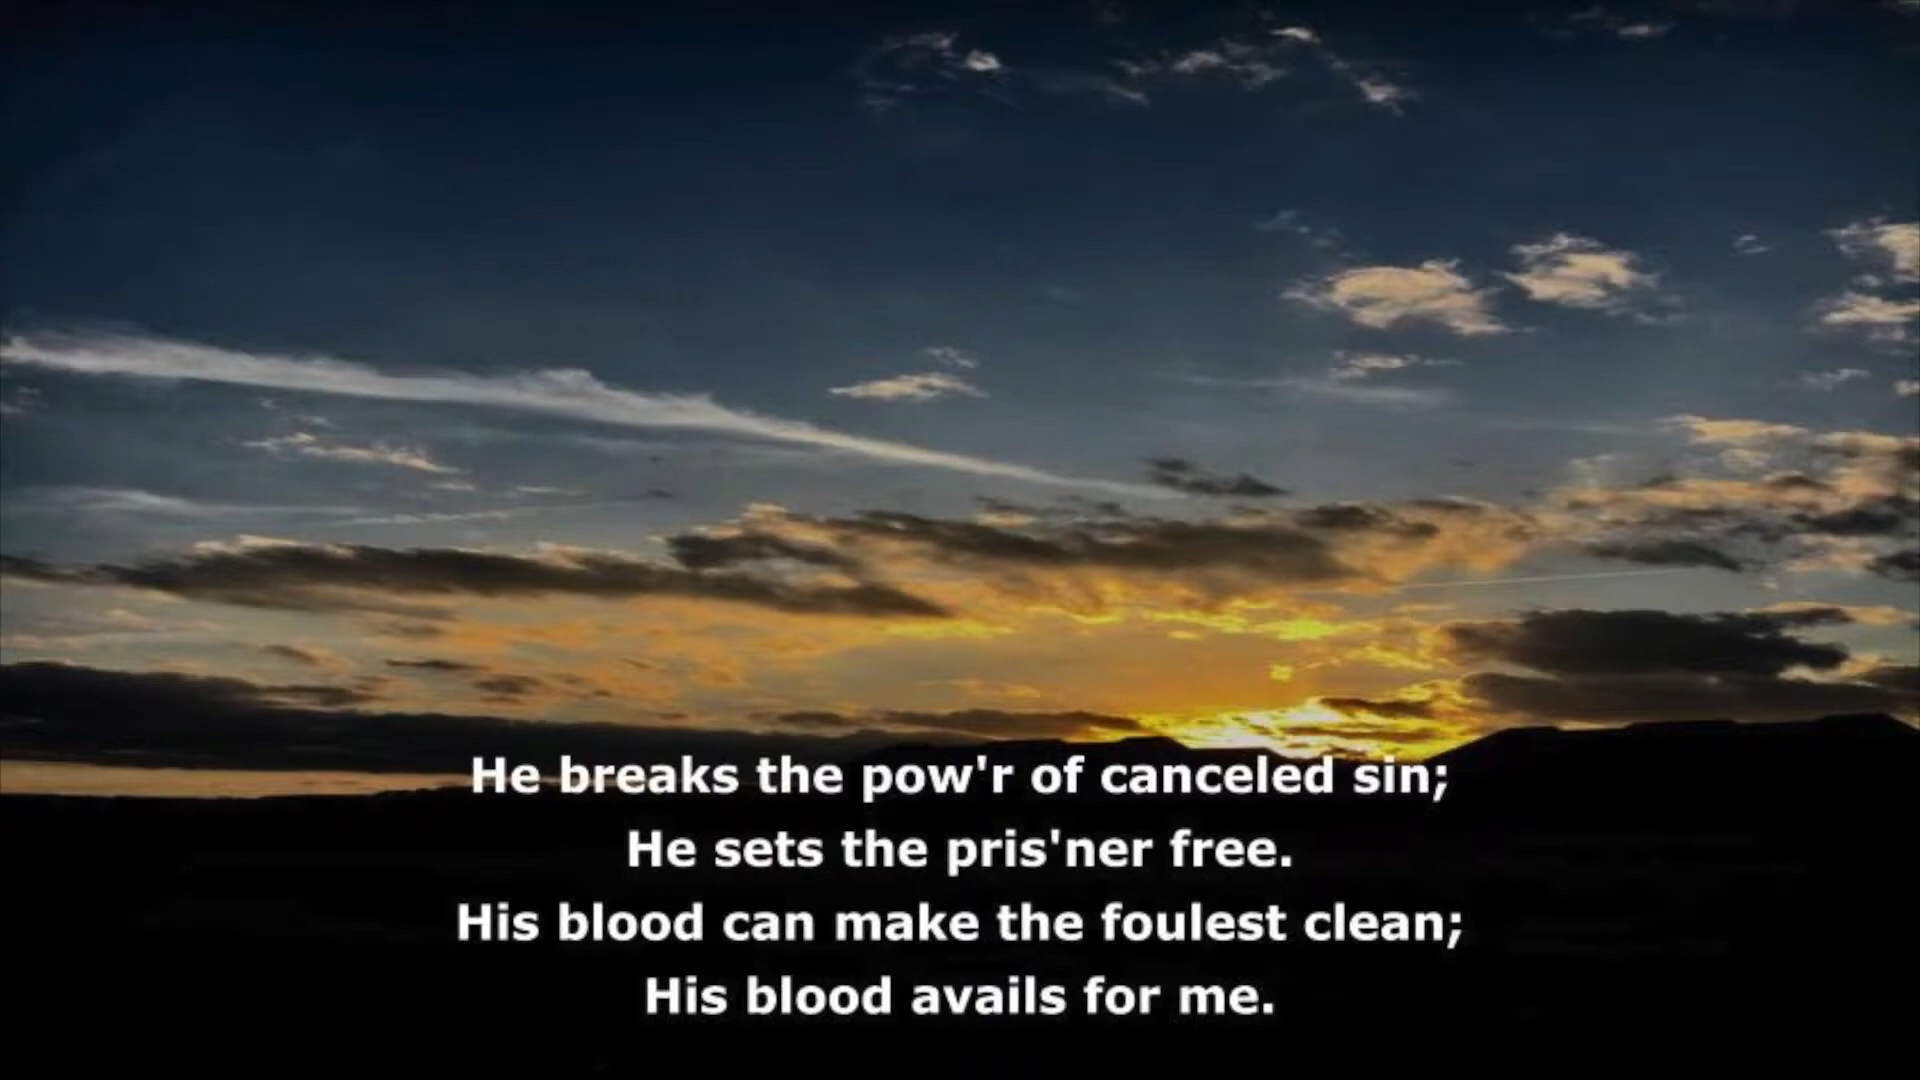 He breaks the pow'r of canceled sin;
He sets the pris'ner free.
His blood can make the foulest clean;
His blood avails for me.